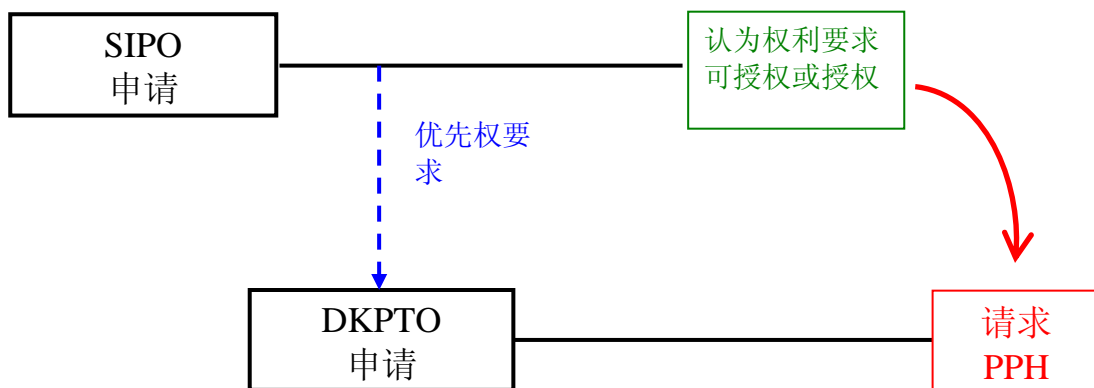 SIPO
申请
认为权利要求
可授权或授权
优先权要
求
DKPTO
申请
请求
PPH